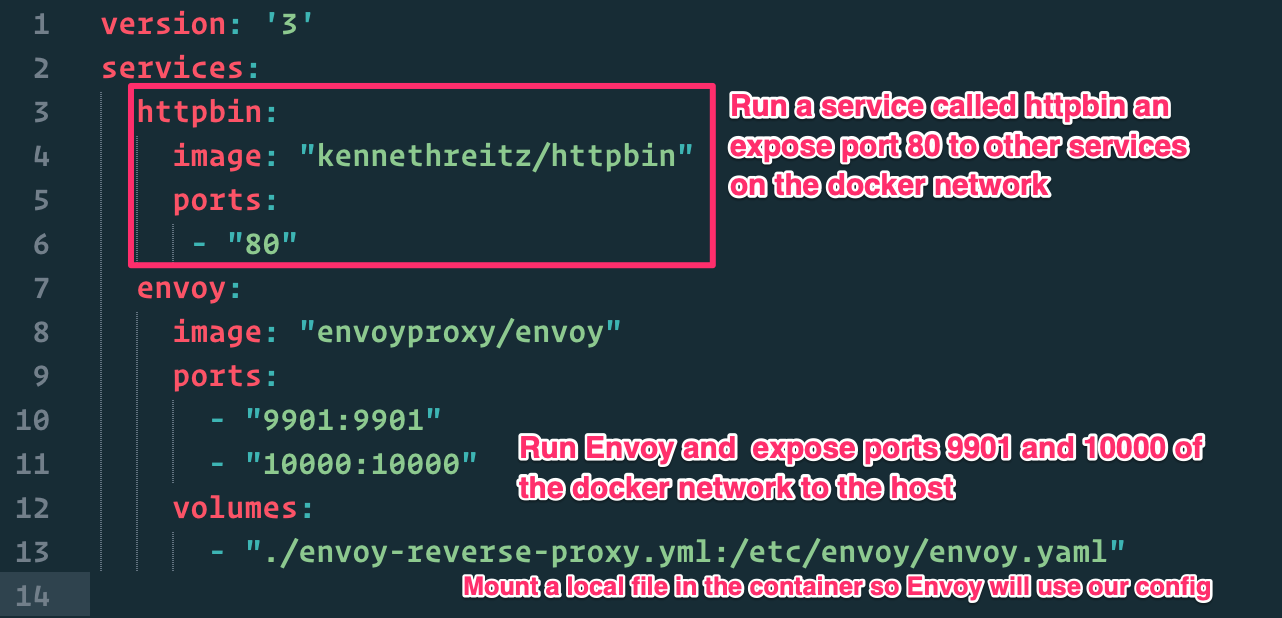 1 version: '3'
2 services:
3 httpbin:
Run a service called httpbin an
4 image: "kennethreitz/httpbin"
expose port 80 to other services
5 ports:
on the docker network
6 - "80"
7 envoy:
8 image: "envoyproxy/envoy"
9 ports:
10 - "9901:9901"
11 - "10000:10000"
Run Envoy and  expose ports 9901 and 10000 of
the docker network to the host
12 volumes:
13 - "./envoy-reverse-proxy.yml:/etc/envoy/envoy.yaml"
Mount a local file in the container so Envoy will use our config
14